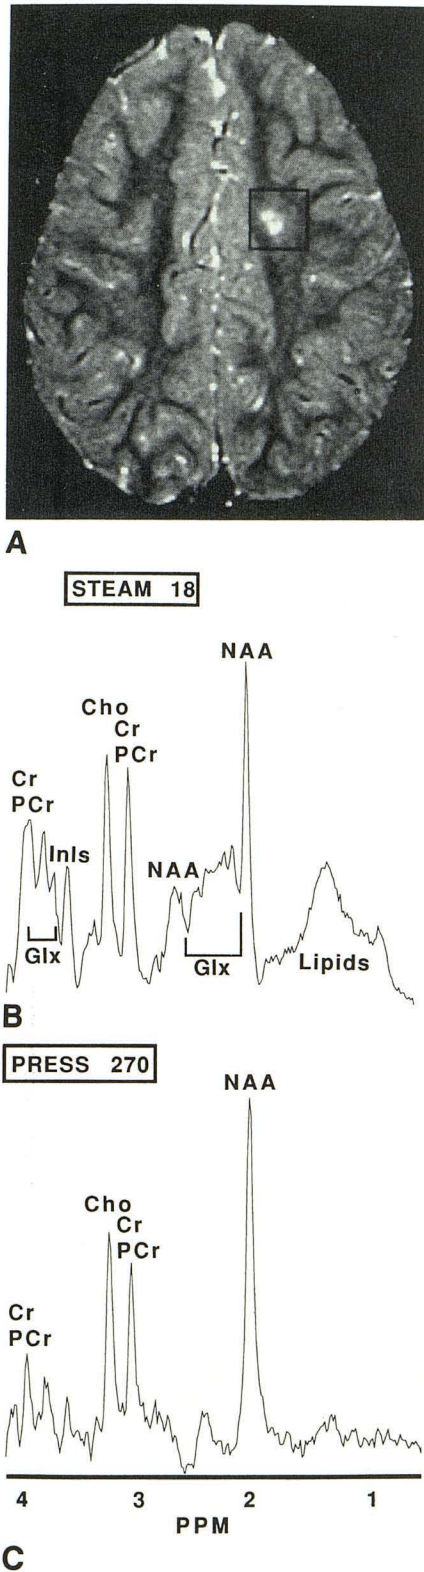 A
STEAM 18
NAA
Cho
Cr
PCr
Cr
PCr
InIs
NAA
Glx
Glx
Lipids
B
PRESS 270
NAA
Cho
Cr
PCr
Cr
PCr
4 3 2 1
PPM
C